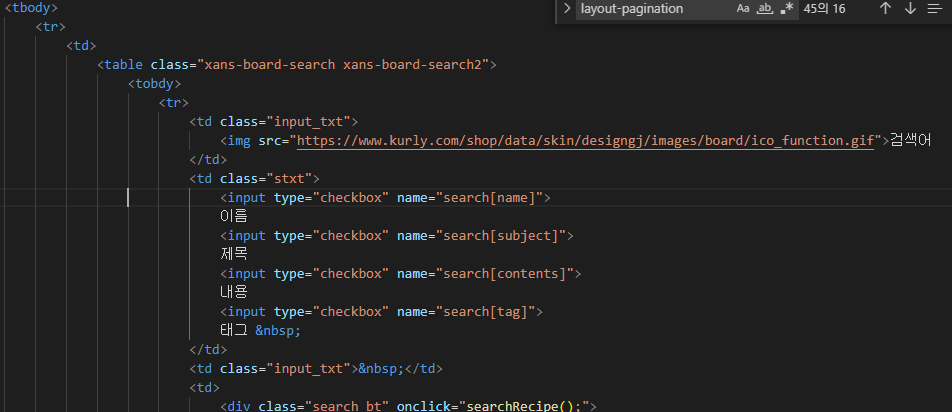 <tbody>
layout-pagination Aa ab 45의 16
<tr>
<td>
<table class="xans-board-search xans-board-search2">
<tobdy>
<tr>
<td class="input_txt">
<img src="https://www.kurly.com/shop/data/skin/designgj/images/board/ico_function.gif">검색어
</td>
<td class="stxt">
<input type="checkbox" name="search[name]">
이름
<input type="checkbox" name="search[subject]">
제목
<input type="checkbox" name="search[contents]">
내용
<input type="checkbox" name="search[tag]">
태그 &nbsp;
</td>
<td class="input_txt">&nbsp;</td>
<td>
<div class="search_bt" onclick="searchRecipe();">